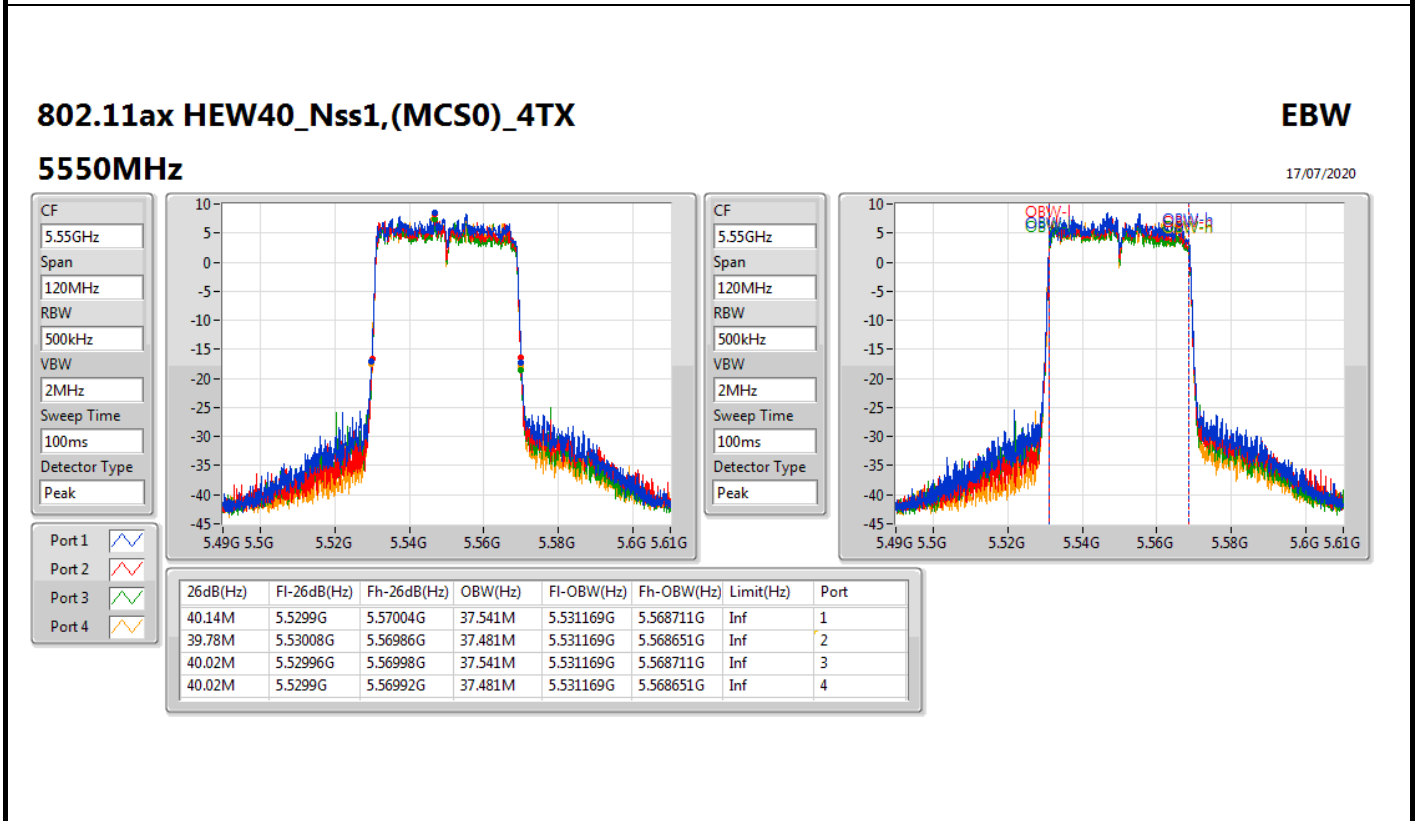 802.11ax HEW40_Nss1,(MCS0)_4TX
EBW
5550MHz
17/07/2020
CF
5.55GHz
Span
120MHz
RBW
500kHz
VBW
2MHz
Sweep Time
100ms
Detector Type
Peak
10
5
0
-5
-10
-15
-20
-25
-30
-35
-40
-45
5.49G 5.5G 5.52G 5.54G 5.56G 5.58G 5.6G 5.61G
CF
5.55GHz
Span
120MHz
RBW
500kHz
VBW
2MHz
Sweep Time
100ms
Detector Type
Peak
10
5
0
-5
-10
-15
-20
-25
-30
-35
-40
-45
OBW-l
OBW-h
5.49G 5.5G 5.52G 5.54G 5.56G 5.58G 5.6G 5.61G
Port 1
Port 2
Port 3
Port 4
26dB(Hz) Fl-26dB(Hz) Fh-26dB(Hz) OBW(Hz) Fl-OBW(Hz) Fh-OBW(Hz) Limit(Hz) Port
40.14M 5.5299G 5.57004G 37.541M 5.531169G 5.568711G Inf 1
39.78M 5.53008G 5.56986G 37.481M 5.531169G 5.568651G Inf 2
40.02M 5.52996G 5.56998G 37.541M 5.531169G 5.568711G Inf 3
40.02M 5.5299G 5.56992G 37.481M 5.531169G 5.568651G Inf 4